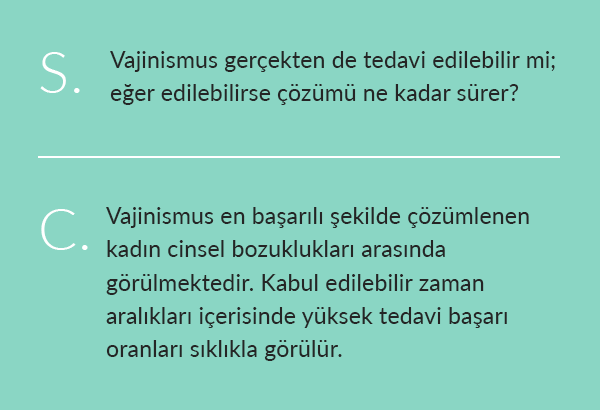 S.
Vajinismus gerçekten de tedavi edilebilir mi;
eğer edilebilirse çözümü ne kadar sürer?
C.
Vajinismus en başarılı şekilde çözümlenen
kadın cinsel bozuklukları arasında
görülmektedir. Kabul edilebilir zaman
aralıkları içerisinde yüksek tedavi başarı
oranları sıklıkla görülür.